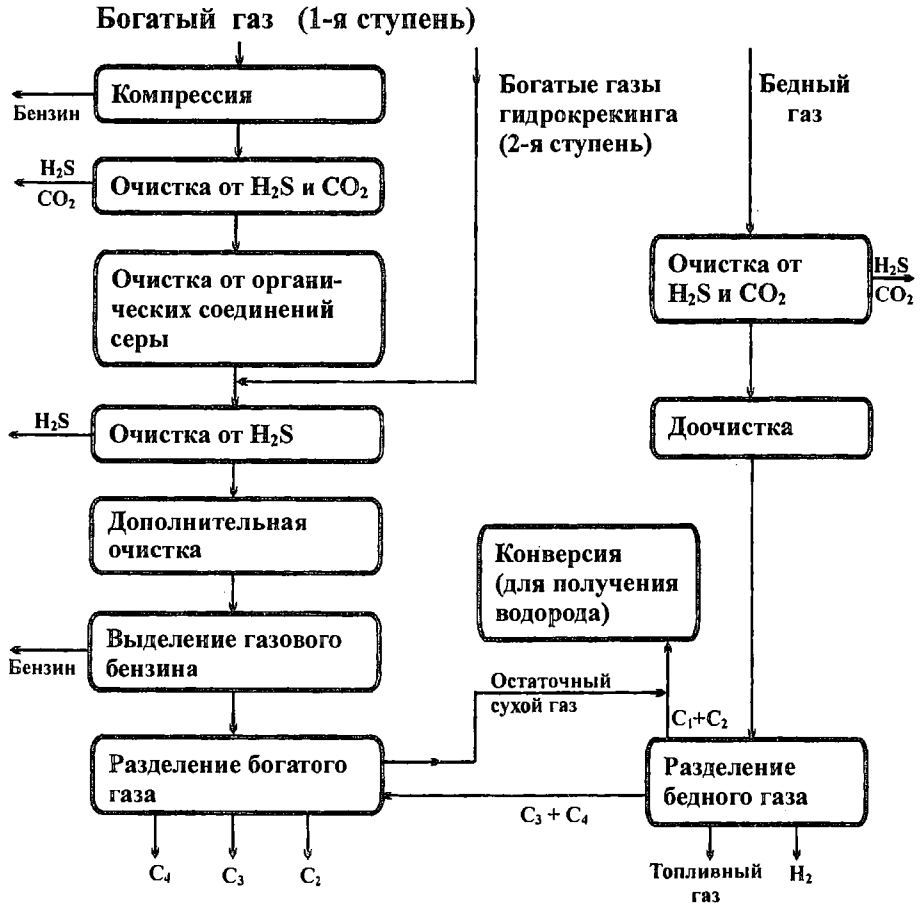 Богатый газ (1-я ступень)
Компрессия
Бензин
H₂S
CO₂
Очистка от H₂S и CO₂
Очистка от органи-
ческих соединений
серы
H₂S
Очистка от H₂S
Дополнительная
очистка
Выделение газового
бензина
Бензин
Разделение богатого
газа
C₄
C₃
C₂
Богатые газы
гидрокрекинга
(2-я ступень)
Бедный
газ
Очистка от
H₂S и CO₂
H₂S
CO₂
Доочистка
Конверсия
(для получения
водорода)
Остаточный
сухой газ
C₁+C₂
Разделение
бедного газа
C₃ + C₄
Топливный
газ
H₂